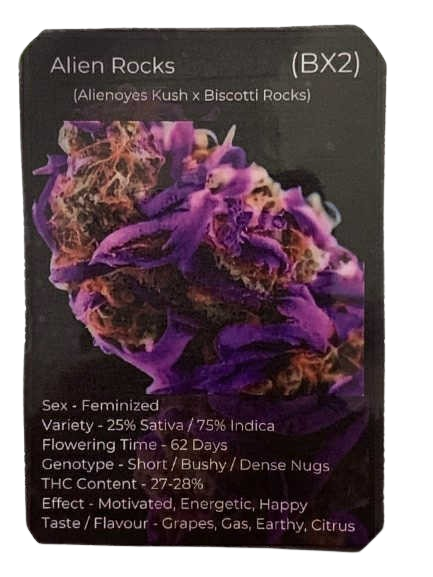 Alien Rocks (BX2)
(Alienoyes Kush x Biscotti Rocks)
Sex - Feminized
Variety - 25% Sativa / 75% Indica
Flowering Time - 62 Days
Genotype - Short / Bushy / Dense Nugs
THC Content - 27-28%
Effect - Motivated, Energetic, Happy
Taste / Flavour - Grapes, Gas, Earthy, Citrus